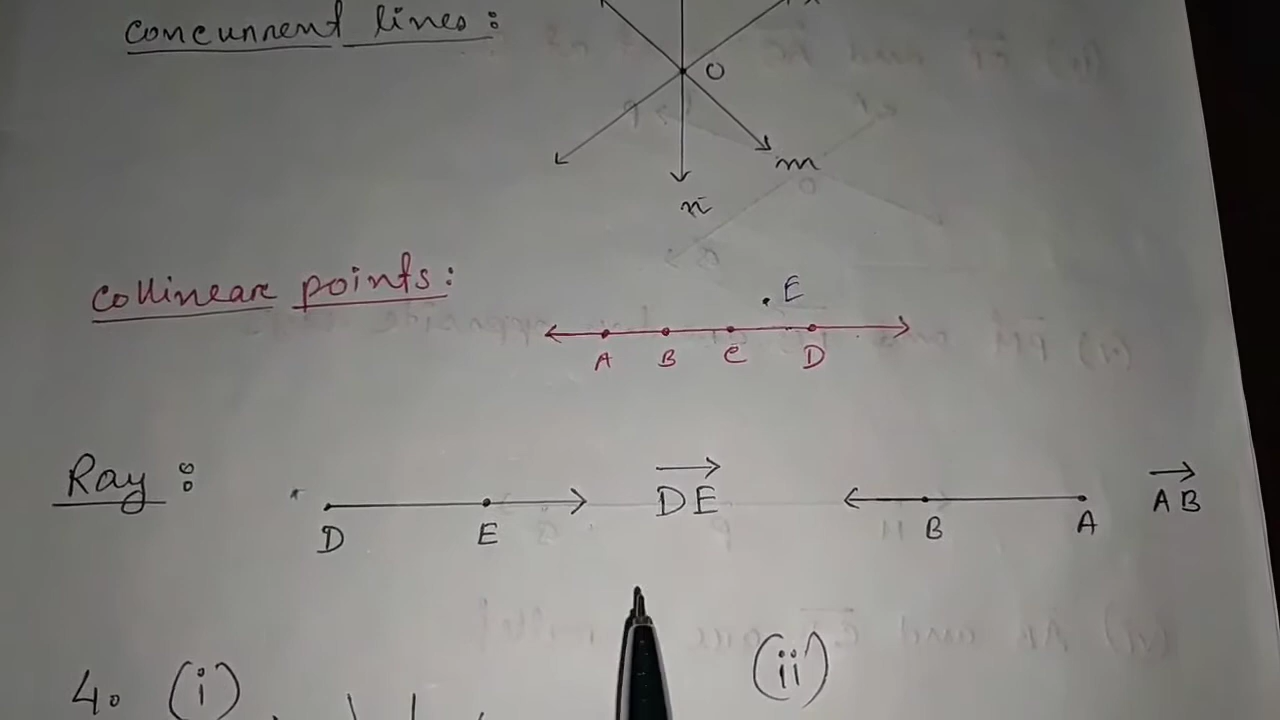 concurrent lines:
O
m
n
collinear points:
.E
A B C D
Ray:
D E
DE
B A
AB
4. (i) (ii)